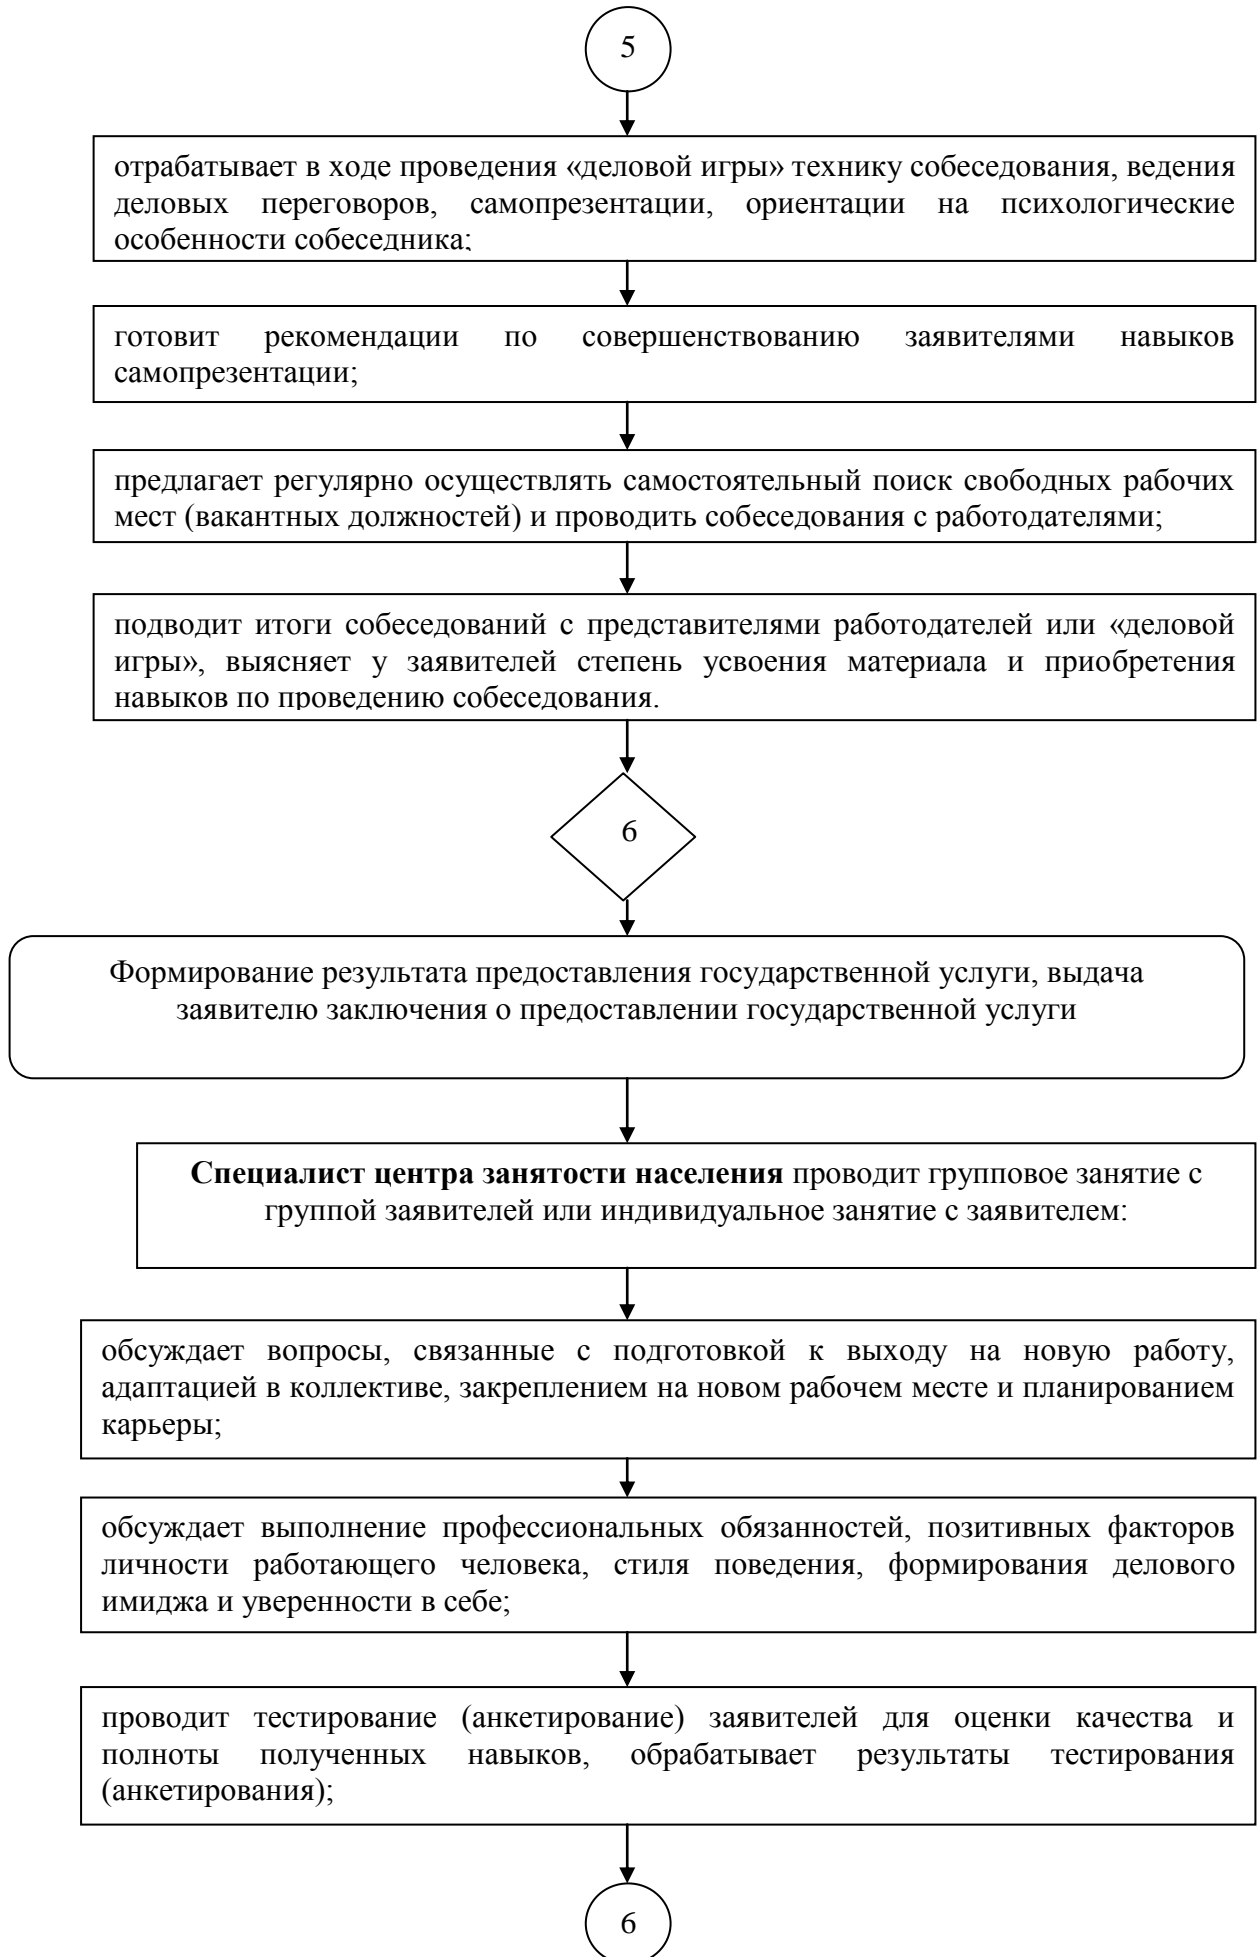 5
отрабатывает в ходе проведения «деловой игры» технику собеседования, ведения
деловых переговоров, самопрезентации, ориентации на психологические
особенности собеседника;
готовит рекомендации по совершенствованию заявителями навыков
самопрезентации;
предлагает регулярно осуществлять самостоятельный поиск свободных рабочих
мест (вакантных должностей) и проводить собеседования с работодателями;
подводит итоги собеседований с представителями работодателей или «деловой
игры», выясняет у заявителей степень усвоения материала и приобретения
навыков по проведению собеседования.
6
Формирование результата предоставления государственной услуги, выдача
заявителю заключения о предоставлении государственной услуги
Специалист центра занятости населения проводит групповое занятие с
группой заявителей или индивидуальное занятие с заявителем:
обсуждает вопросы, связанные с подготовкой к выходу на новую работу,
адаптацией в коллективе, закреплением на новом рабочем месте и планированием
карьеры;
обсуждает выполнение профессиональных обязанностей, позитивных факторов
личности работающего человека, стиля поведения, формирования делового
имиджа и уверенности в себе;
проводит тестирование (анкетирование) заявителей для оценки качества и
полноты полученных навыков, обрабатывает результаты тестирования
(анкетирования);
6